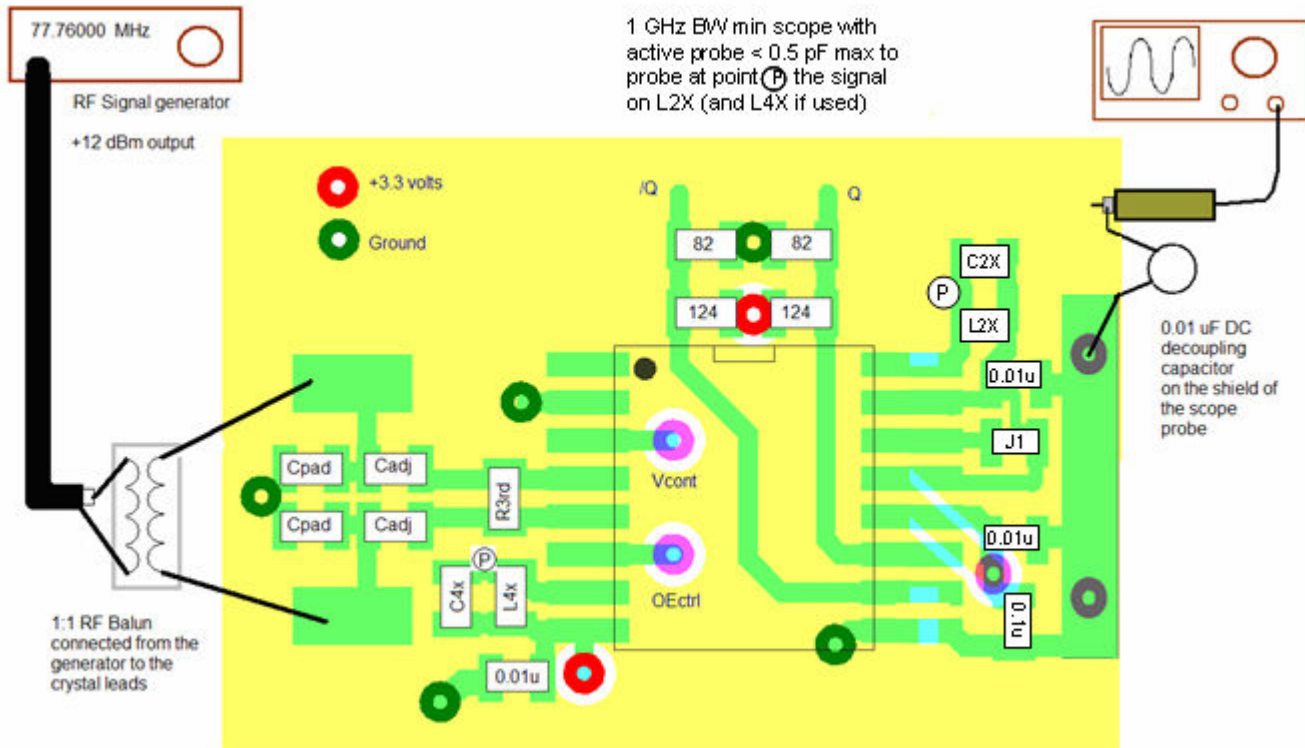 77.76000 MHz
RF Signal generator
+12 dBm output
1 GHz BW min scope with
active probe < 0.5 pF max to
probe at point P the signal
on L2X (and L4X if used)
+3.3 volts
Ground
/Q
Q
82
82
124
124
C2X
P
L2X
0.01u
J1
0.01u
0.1u
0.01 uF DC
decoupling
capacitor
on the shield of
the scope
probe
Vcont
OEctrl
Cpad
Cadj
Cpad
Cadj
R3rd
P
C4x
L4x
0.01u
1:1 RF Balun
connected from the
generator to the
crystal leads